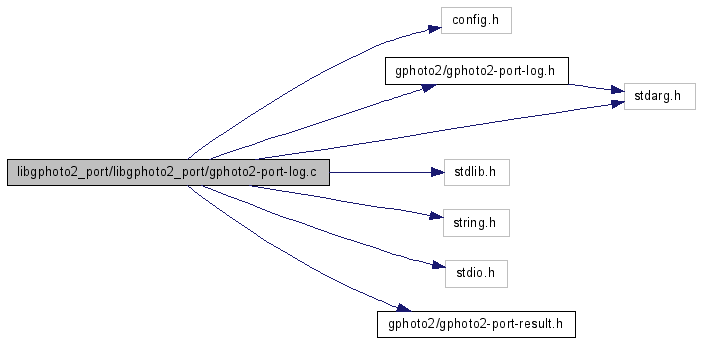 config.h
gphoto2/gphoto2-port-log.h
stdarg.h
libgphoto2_port/libgphoto2_port/gphoto2-port-log.c
stdlib.h
string.h
stdio.h
gphoto2/gphoto2-port-result.h